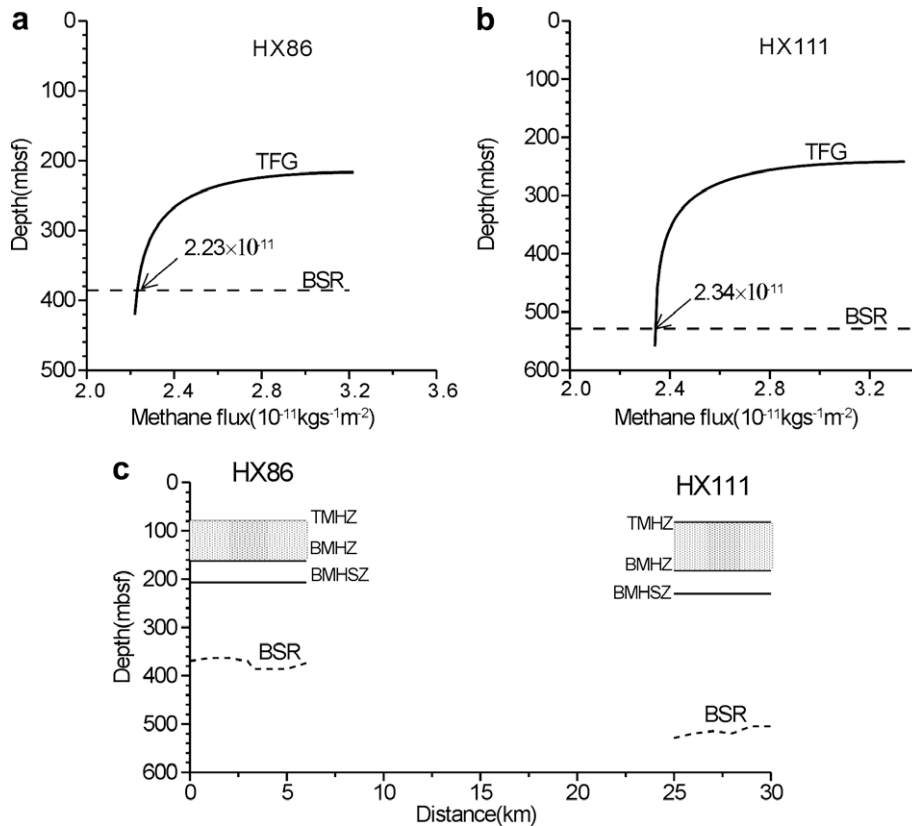 a
HX86
0
100
200
300
400
500
Depth(mbsf)
TFG
2.23×10⁻¹¹
BSR
2.0 2.4 2.8 3.2 3.6
Methane flux(10⁻¹¹kgs⁻¹m⁻²)
b
HX111
0
100
200
300
400
500
600
Depth(mbsf)
TFG
2.34×10⁻¹¹
BSR
2.0 2.4 2.8 3.2
Methane flux(10⁻¹¹kgs⁻¹m⁻²)
c
HX86
HX111
0
100
200
300
400
500
600
Depth(mbsf)
TMHZ
BMHZ
BMHSZ
BSR
TMHZ
BMHZ
BMHSZ
BSR
0 5 10 15 20 25 30
Distance(km)